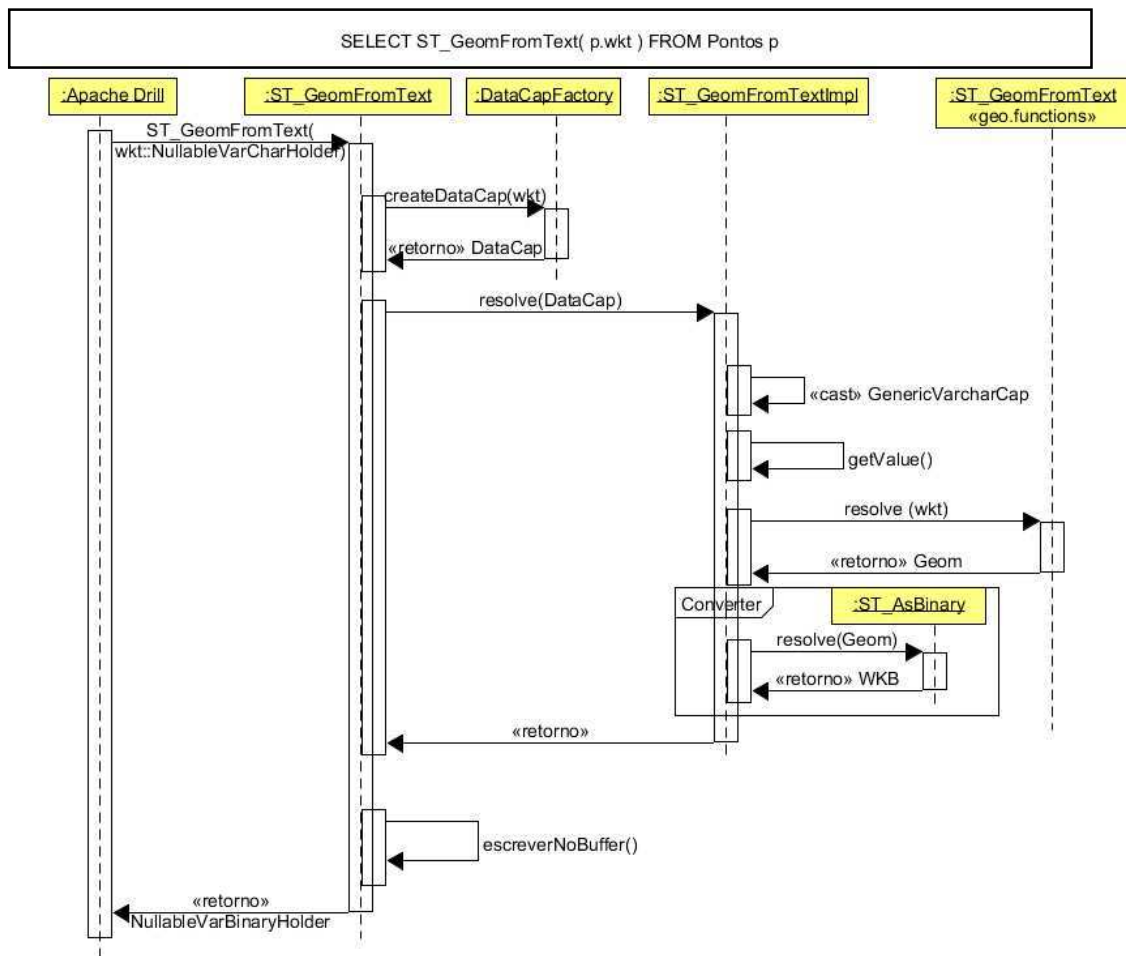 SELECT ST_GeomFromText( p.wkt ) FROM Pontos p
:Apache Drill
:ST_GeomFromText
:DataCapFactory
:ST_GeomFromTextImpl
:ST_GeomFromText
«geo.functions»
ST_GeomFromText(
wkt::NullableVarCharHolder)
createDataCap(wkt)
«retorno» DataCap
resolve(DataCap)
«cast» GenericVarcharCap
getValue()
resolve (wkt)
«retorno» Geom
Converter
:ST_AsBinary
resolve(Geom)
«retorno» WKB
«retorno»
escreverNoBuffer()
«retorno»
NullableVarBinaryHolder